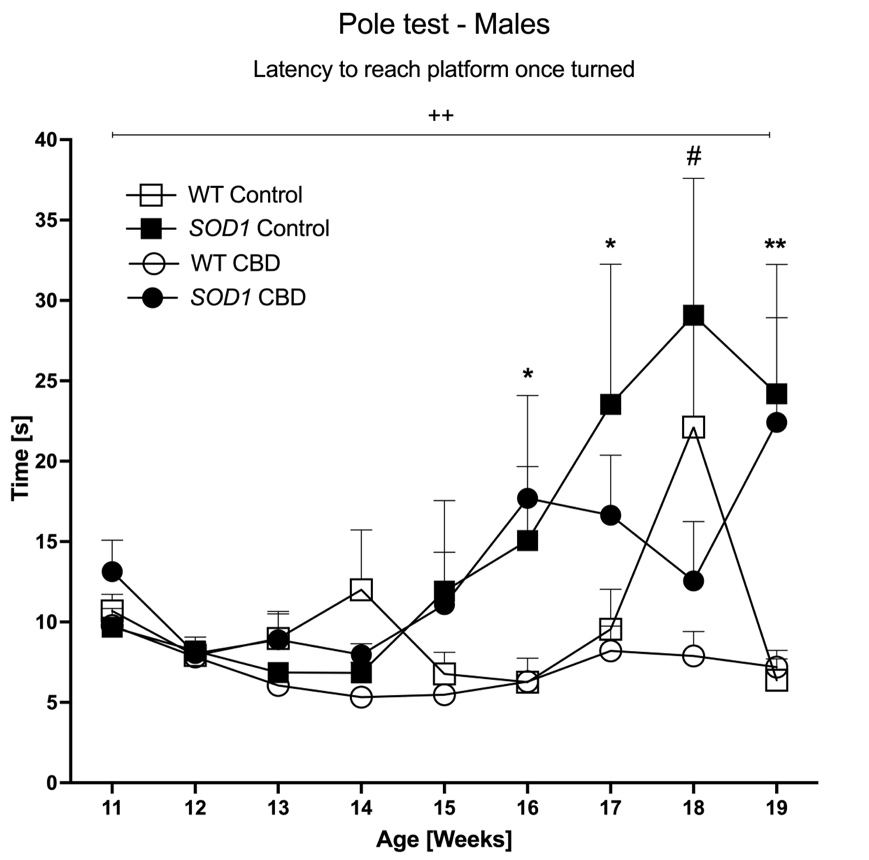 Pole test - Males
Latency to reach platform once turned
++
40
#
WT Control
SOD1 Control
WT CBD
SOD1 CBD
35
*
**
30
*
25
20
15
10
5
0
Time [s]
11 12 13 14 15 16 17 18 19
Age [Weeks]